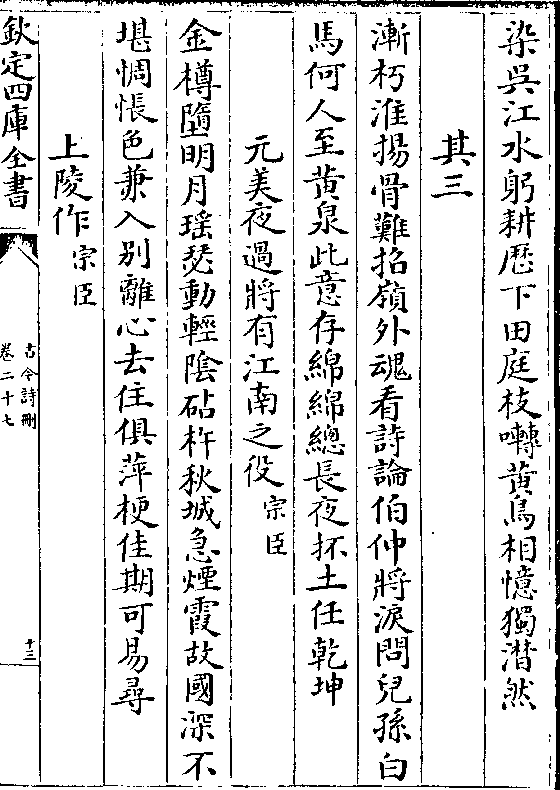 染吳江水躬耕歴下田庭枝囀黄鳥相憶獨潸然
其三
漸朽淮揚骨難招嶺外魂看詩論伯仲將淚問兒孫白
馬何人至黄泉此意存綿綿總長夜抔土任乾坤
元美夜過將有江南之役 宗臣
金樽墮明月瑶瑟動輕陰砧杵秋城急煙霞故國深不
堪惆悵色兼入别離心去住俱萍梗佳期可易尋
上陵作 宗臣
欽定四庫全書
古今詩刪
卷二十七
十三